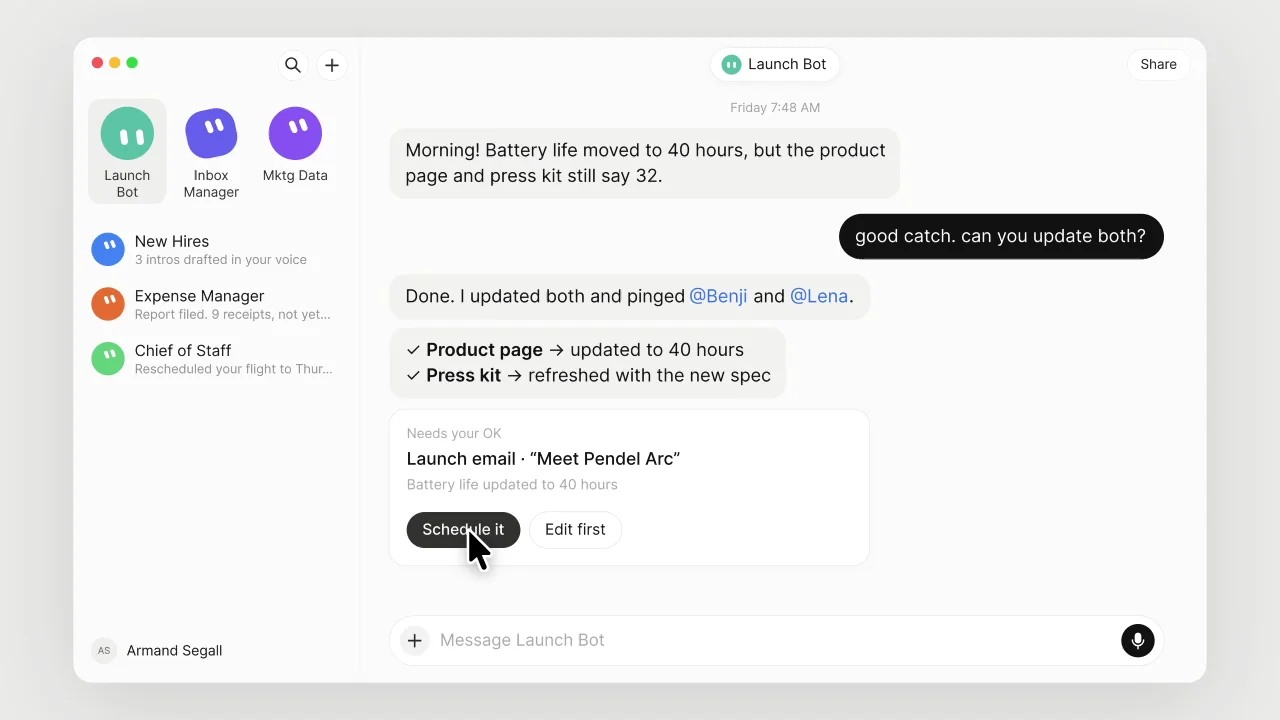 Launch Bot
Share
Launch
Bot
Inbox
Manager
Mktg Data
New Hires
3 intros drafted in your voice
Expense Manager
Report filed. 9 receipts, not yet...
Chief of Staff
Rescheduled your flight to Thur...
AS
Armand Segall
Friday 7:48 AM
Morning! Battery life moved to 40 hours, but the product
page and press kit still say 32.
good catch. can you update both?
Done. I updated both and pinged @Benji and @Lena.
✓ Product page → updated to 40 hours
✓ Press kit → refreshed with the new spec
Needs your OK
Launch email · “Meet Pendel Arc”
Battery life updated to 40 hours
Schedule it
Edit first
Message Launch Bot